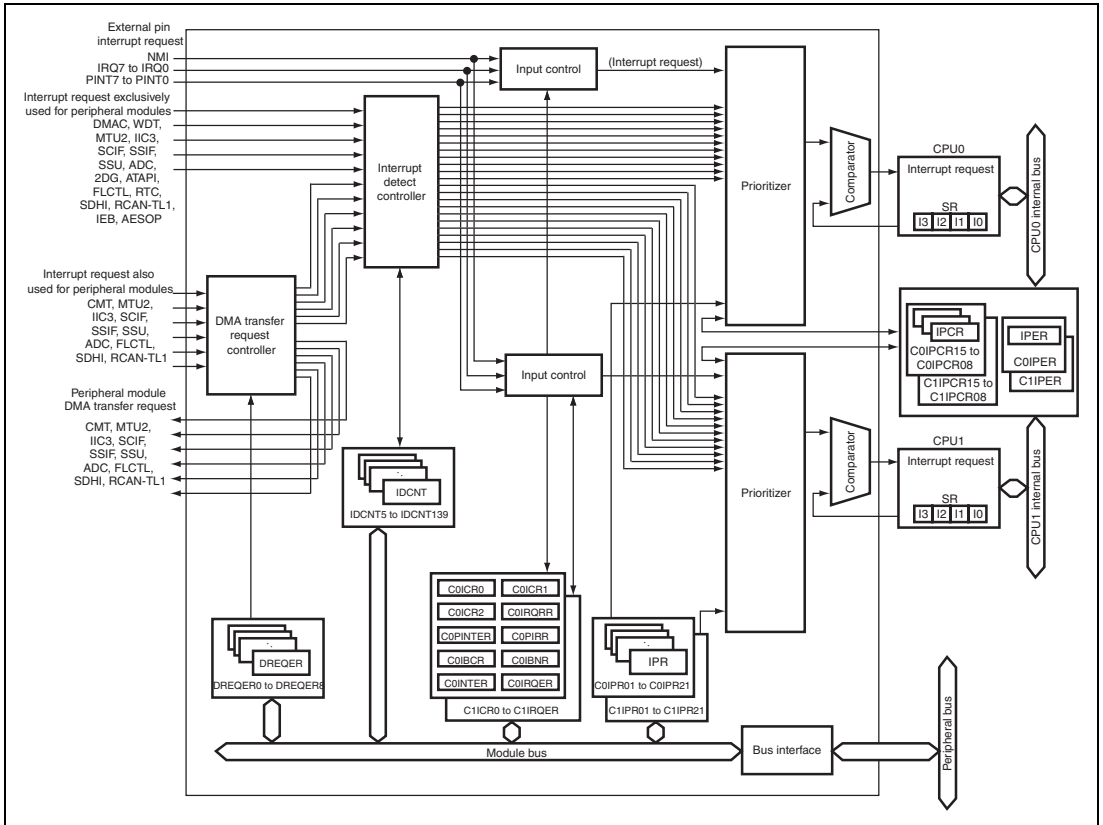 External pin
interrupt request
NMI
IRQ7 to IRQ0
PINT7 to PINT0
Interrupt request exclusively
used for peripheral modules
DMAC, WDT,
MTU2, IIC3,
SCIF, SSIF,
SSU, ADC,
2DG, ATAPI,
FLCTL, RTC,
SDHI, RCAN-TL1,
IEB, AESOP
Interrupt request also
used for peripheral modules
CMT, MTU2,
IIC3, SCIF,
SSIF, SSU,
ADC, FLCTL,
SDHI, RCAN-TL1
Peripheral module
DMA transfer request
CMT, MTU2,
IIC3, SCIF,
SSIF, SSU,
ADC, FLCTL,
SDHI, RCAN-TL1
DMA transfer
request
controller
Interrupt
detect
controller
Input control
(Interrupt request)
Input control
Prioritizer
Prioritizer
Comparator
Comparator
CPU0
Interrupt request
SR
I3 I2 I1 I0
CPU0 internal bus
IPCR
C0IPCR15 to
C0IPCR08
C1IPCR15 to
C1IPCR08
IPER
C0IPER
C1IPER
CPU1
Interrupt request
SR
I3 I2 I1 I0
CPU1 internal bus
IDCNT
IDCNT5 to IDCNT139
DREQER
DREQER0 to DREQER8
C0ICR0 C0ICR1
C0ICR2 C0IRQRR
C0PINTER C0PIRR
C0IBCR C0IBNR
C0INTER C0IRQER
C1ICR0 to C1IRQER
IPR
C0IPR01 to C0IPR21
C1IPR01 to C1IPR21
Module bus
Bus interface
Peripheral bus